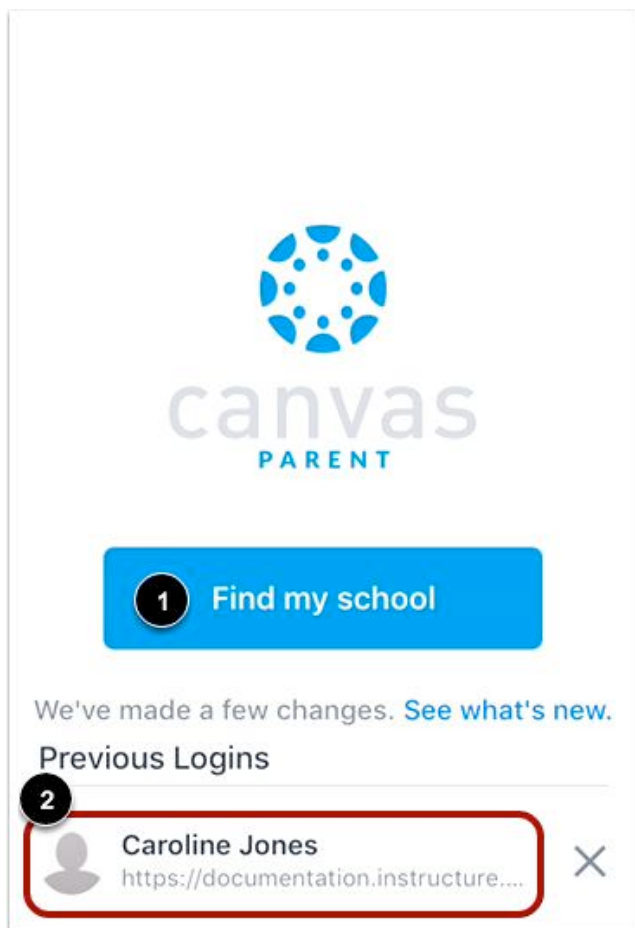 canvas
PARENT
1 Find my school
We've made a few changes. See what's new.
Previous Logins
2
Caroline Jones
https://documentation.instructure....